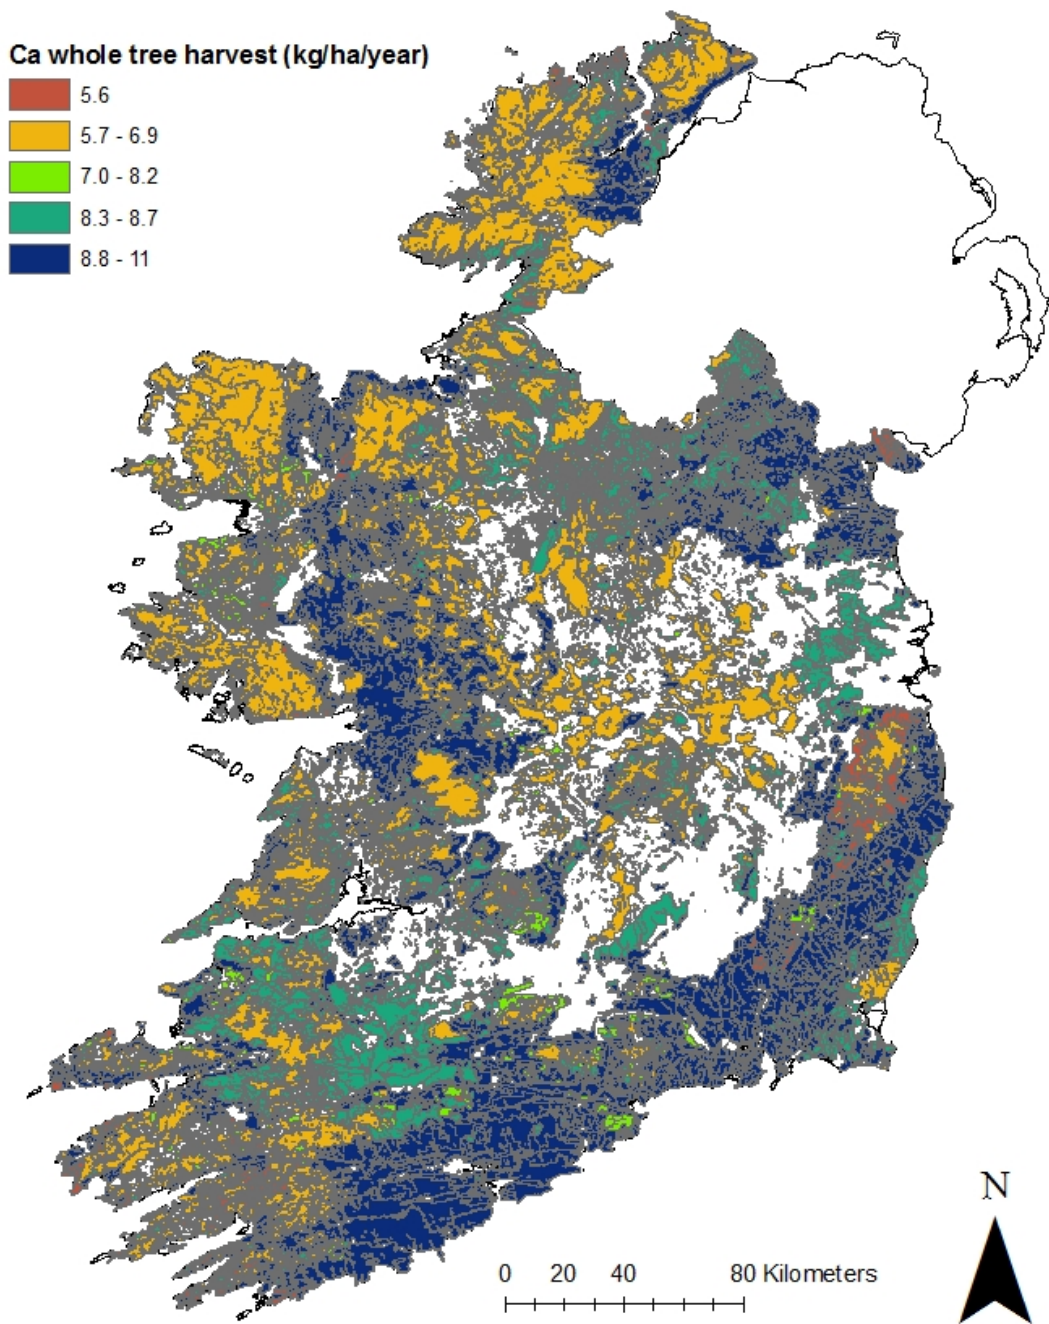 Ca whole tree harvest (kg/ha/year)
5.6
5.7 - 6.9
7.0 - 8.2
8.3 - 8.7
8.8 - 11
N
0 20 40 80 Kilometers